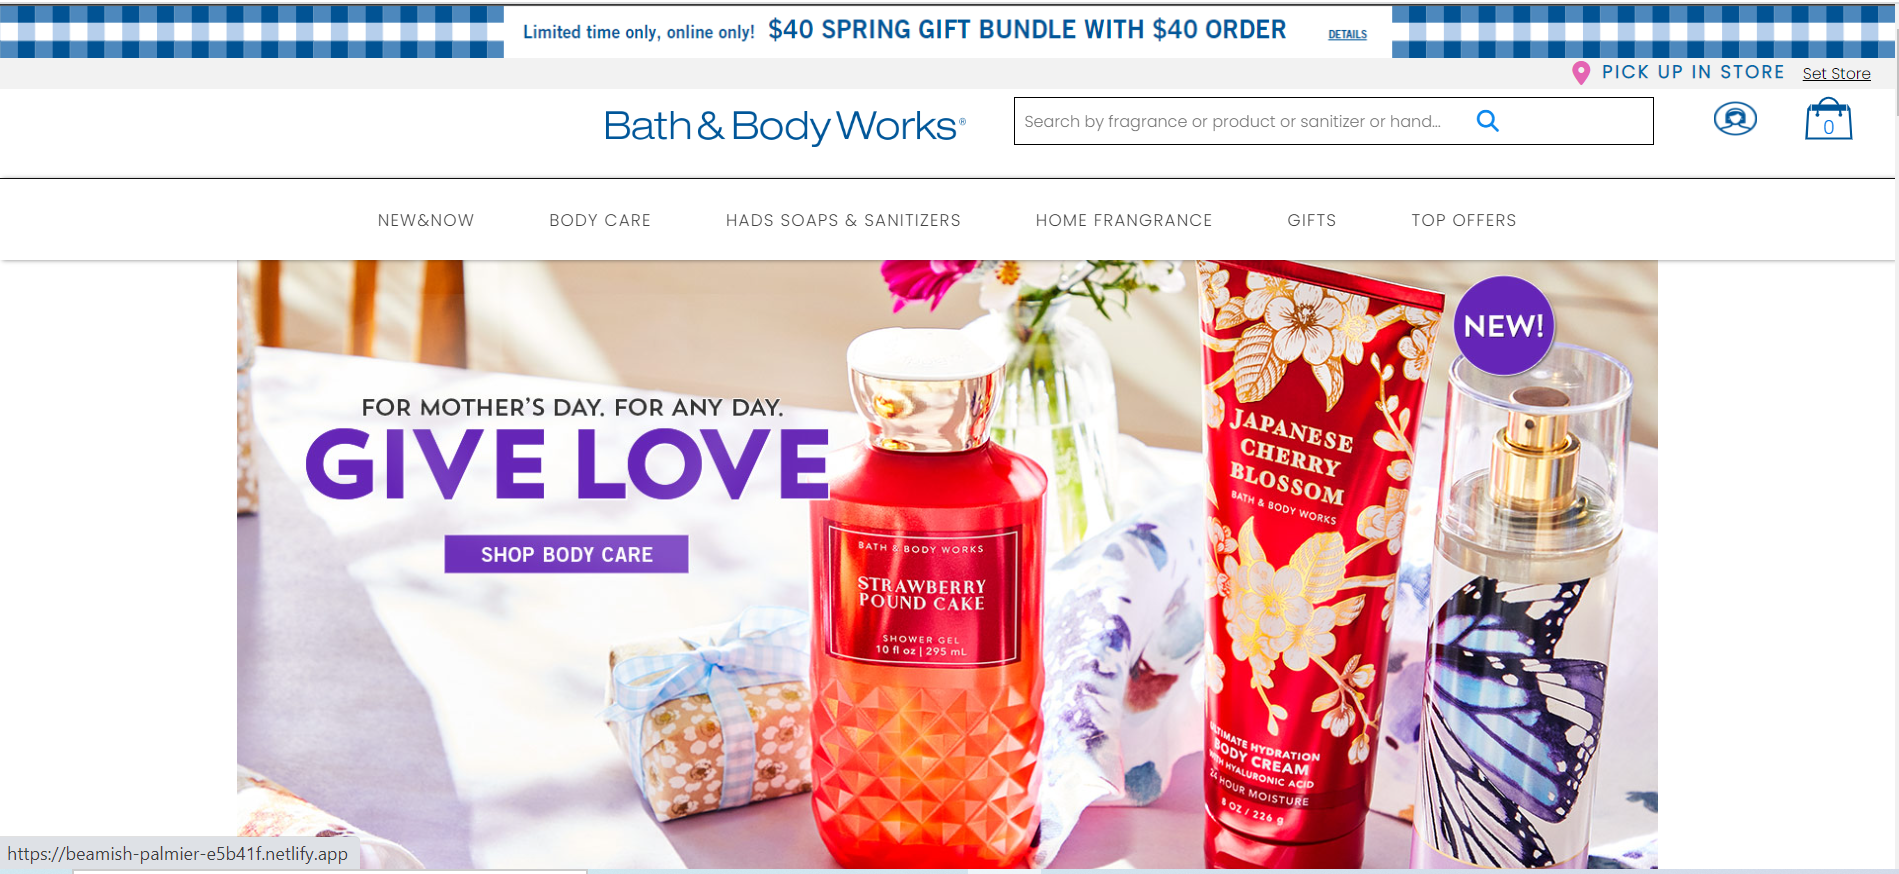 Limited time only, online only! $40 SPRING GIFT BUNDLE WITH $40 ORDER DETAILS
PICK UP IN STORE Set Store
Bath & Body Works®
Search by fragrance or product or sanitizer or hand...
0
NEW&NOW BODY CARE HADS SOAPS & SANITIZERS HOME FRANGRANCE GIFTS TOP OFFERS
NEW!
FOR MOTHER'S DAY. FOR ANY DAY.
GIVE LOVE
SHOP BODY CARE
BATH & BODY WORKS
STRAWBERRY
POUND CAKE
SHOWER GEL
10 fl oz | 295 mL
JAPANESE
CHERRY
BLOSSOM
BATH & BODY WORKS
ULTIMATE HYDRATION
BODY CREAM
WITH HYALURONIC ACID
24 HOUR MOISTURE
8 OZ / 226 g
https://beamish-palmier-e5b41f.netlify.app